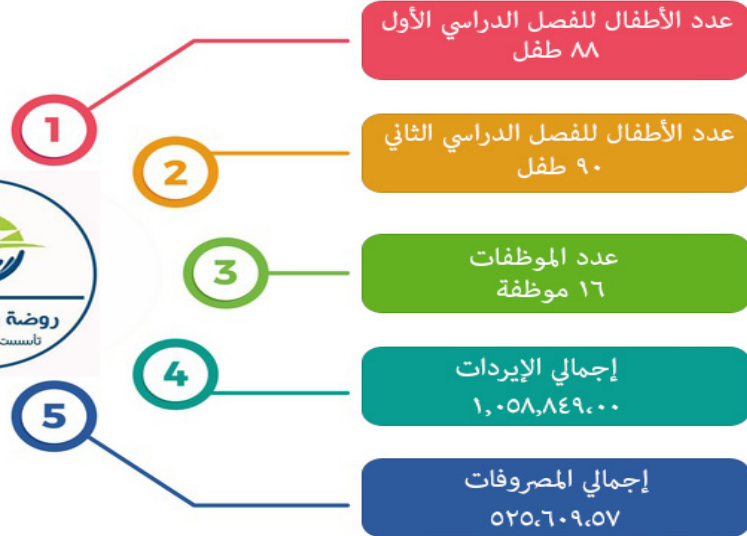 عدد الأطفال للفصل الدراسي الأول
٨٨ طفل
1
عدد الأطفال للفصل الدراسي الثاني
٩٠ طفل
2
عدد الموظفات
١٦ موظفة
3
روضة
تأسست
إجمالي الإيردات
١,٠٥٨,٨٤٩،٠٠
4
إجمالي المصروفات
٥٢٥،٦٠٩،٥٧
5